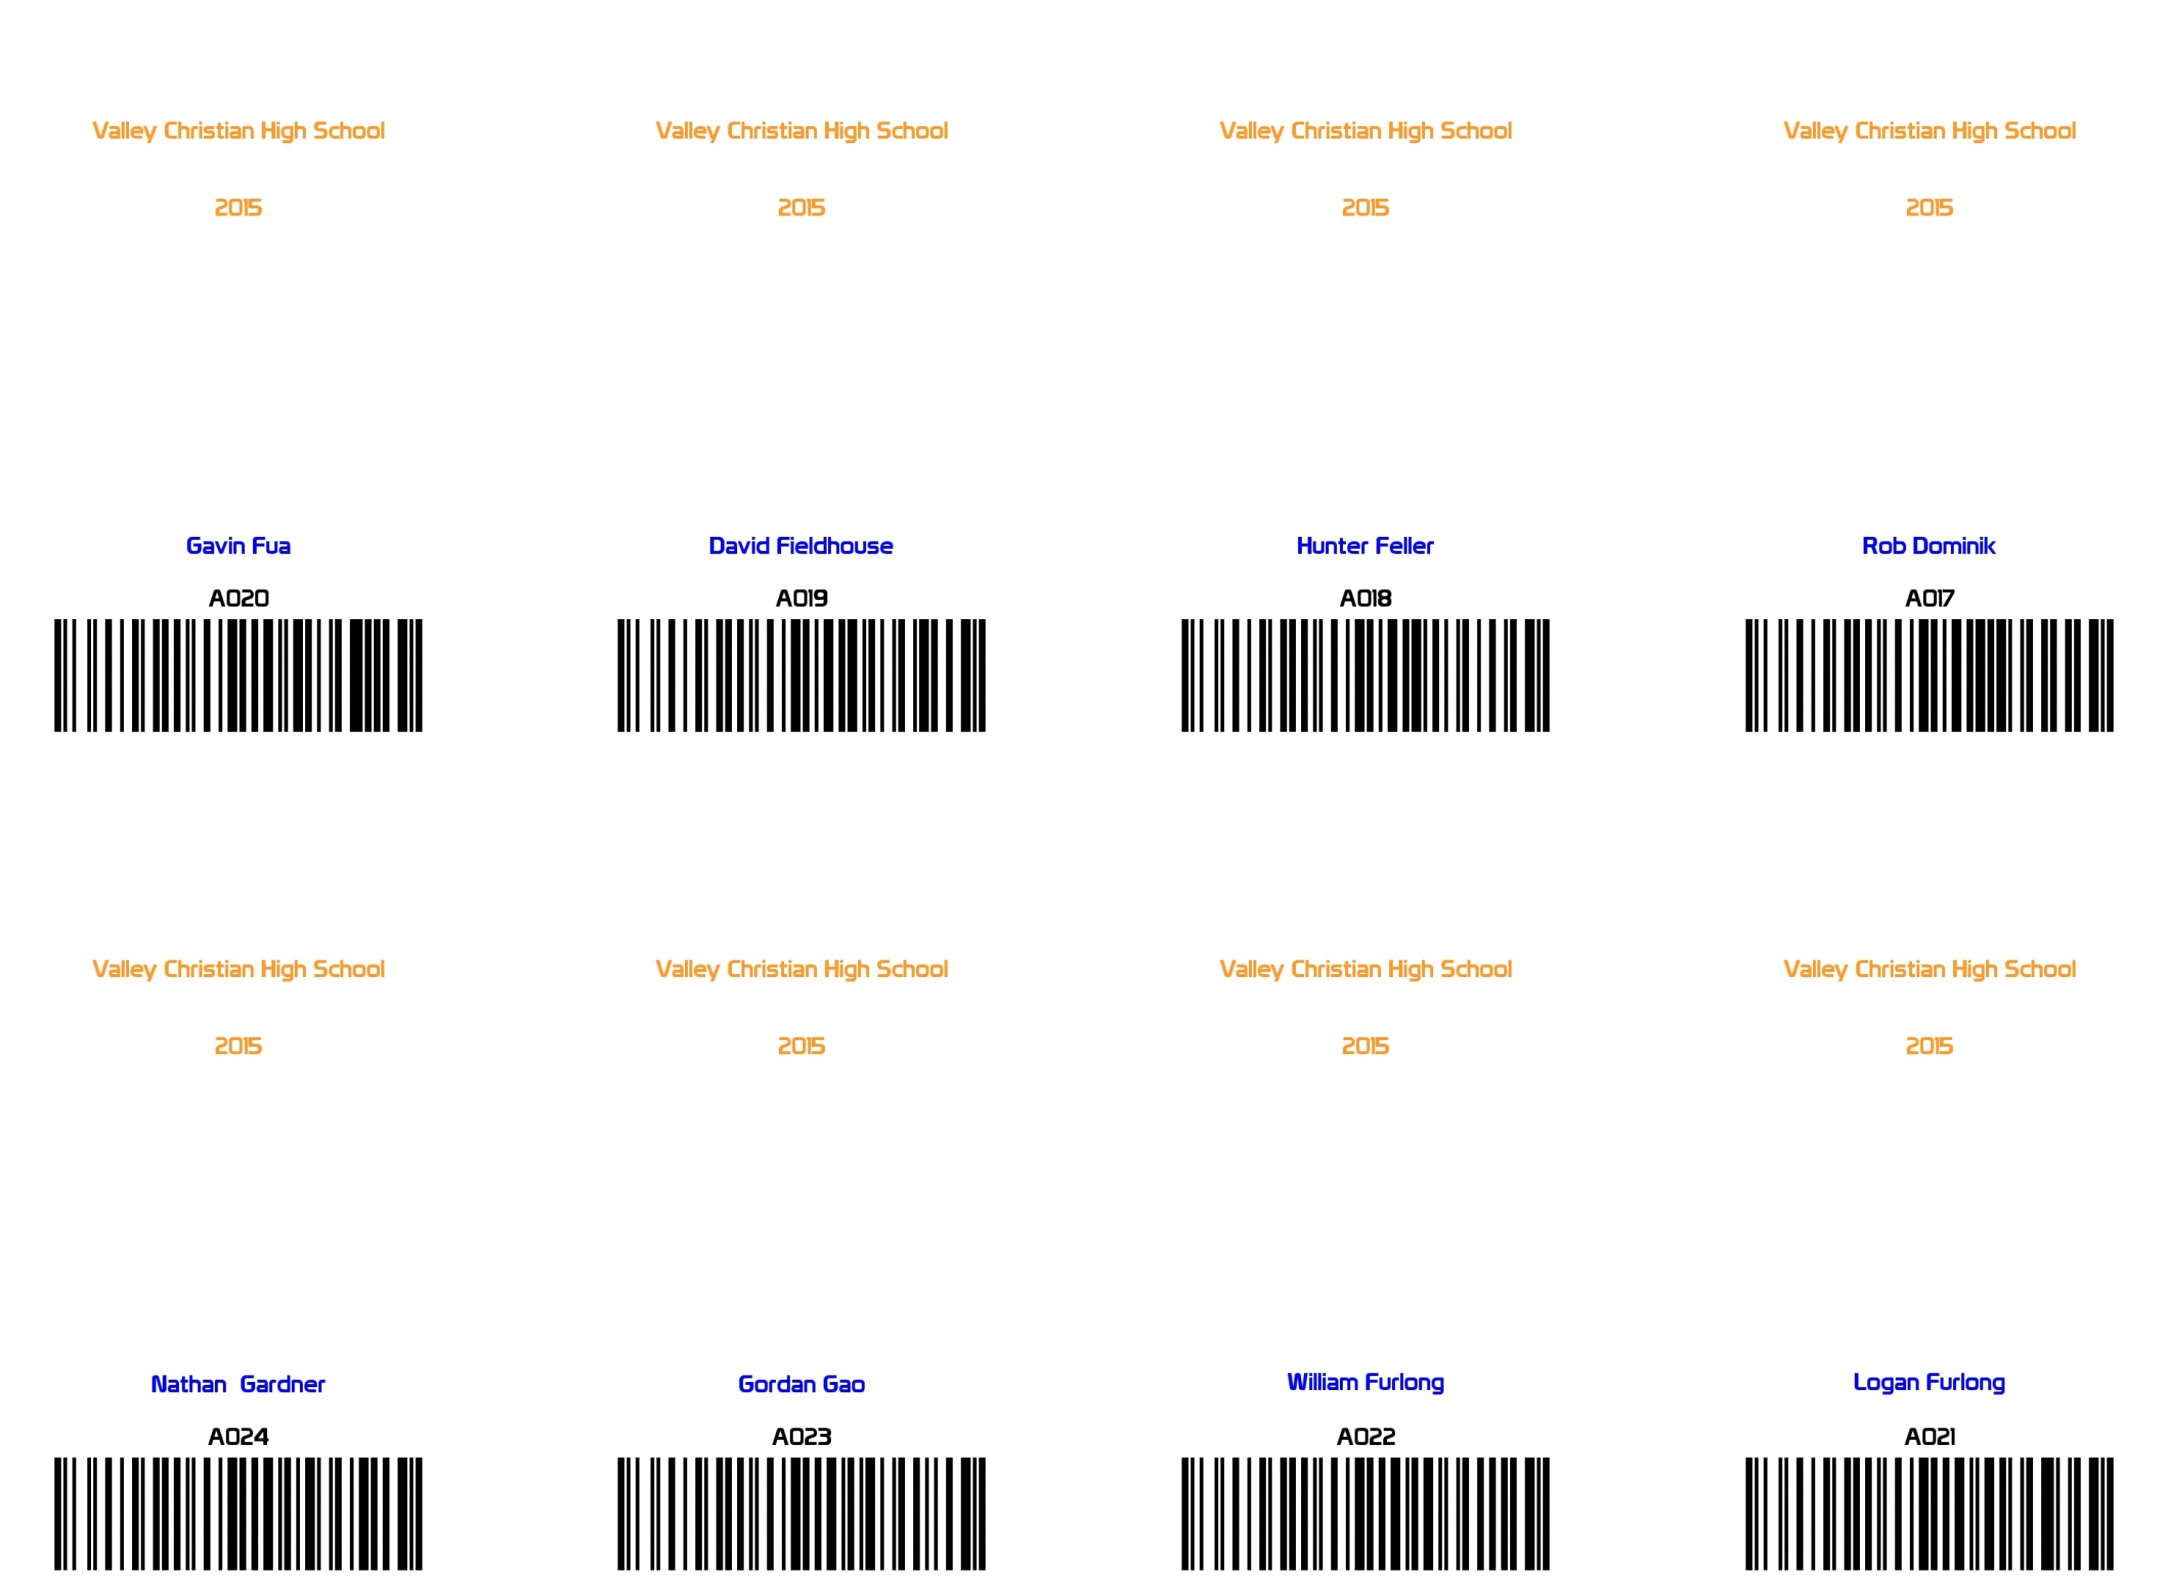 Valley Christian High School
2015
Gavin Fua
A020
Valley Christian High School
2015
David Fieldhouse
A019
Valley Christian High School
2015
Hunter Feller
A018
Valley Christian High School
2015
Rob Dominik
A017
Valley Christian High School
2015
Nathan  Gardner
A024
Valley Christian High School
2015
Gordan Gao
A023
Valley Christian High School
2015
William Furlong
A022
Valley Christian High School
2015
Logan Furlong
A021